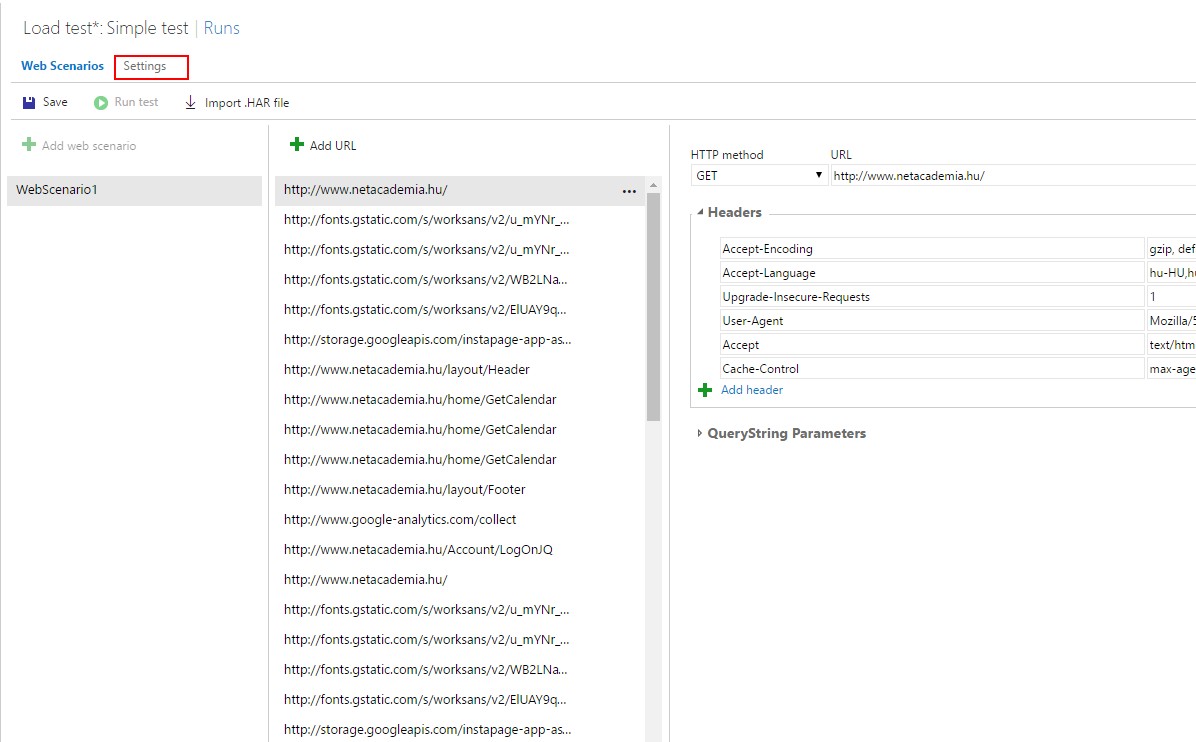 Load test*: Simple test | Runs
Web Scenarios Settings
Save Run test Import .HAR file
Add web scenario
WebScenario1
Add URL
http://www.netacademia.hu/ ...
http://fonts.gstatic.com/s/worksans/v2/u_mYNr_...
http://fonts.gstatic.com/s/worksans/v2/u_mYNr_...
http://fonts.gstatic.com/s/worksans/v2/WB2LNa...
http://fonts.gstatic.com/s/worksans/v2/ElUAY9q...
http://storage.googleapis.com/instapage-app-as...
http://www.netacademia.hu/layout/Header
http://www.netacademia.hu/home/GetCalendar
http://www.netacademia.hu/home/GetCalendar
http://www.netacademia.hu/home/GetCalendar
http://www.netacademia.hu/layout/Footer
http://www.google-analytics.com/collect
http://www.netacademia.hu/Account/LogOnJQ
http://www.netacademia.hu/
http://fonts.gstatic.com/s/worksans/v2/u_mYNr_...
http://fonts.gstatic.com/s/worksans/v2/u_mYNr_...
http://fonts.gstatic.com/s/worksans/v2/WB2LNa...
http://fonts.gstatic.com/s/worksans/v2/ElUAY9q...
http://storage.googleapis.com/instapage-app-as...
HTTP method URL
GET http://www.netacademia.hu/
Headers
Accept-Encoding gzip, def
Accept-Language hu-HU,h
Upgrade-Insecure-Requests 1
User-Agent Mozilla/5
Accept text/htm
Cache-Control max-age
Add header
QueryString Parameters